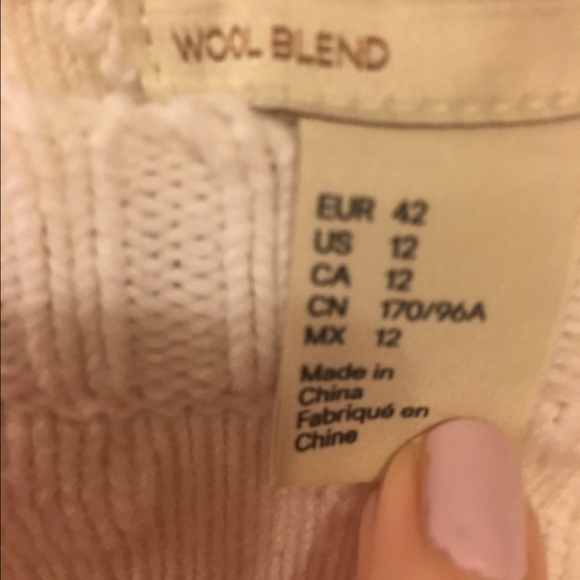 WOOL BLEND
EUR 42
US 12
CA 12
CN 170/96A
MX 12
Made in
China
Fabriqué en
Chine